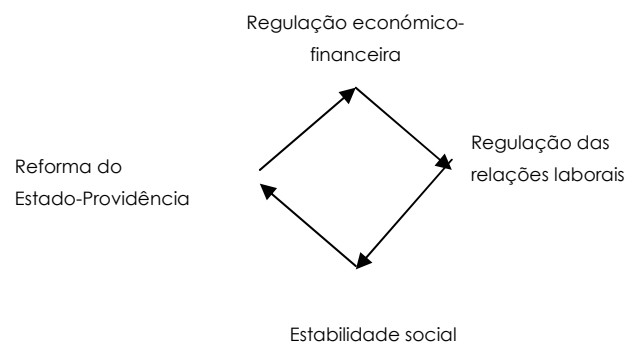 Regulação económico-
financeira
Regulação das
relações laborais
Reforma do
Estado-Providência
Estabilidade social